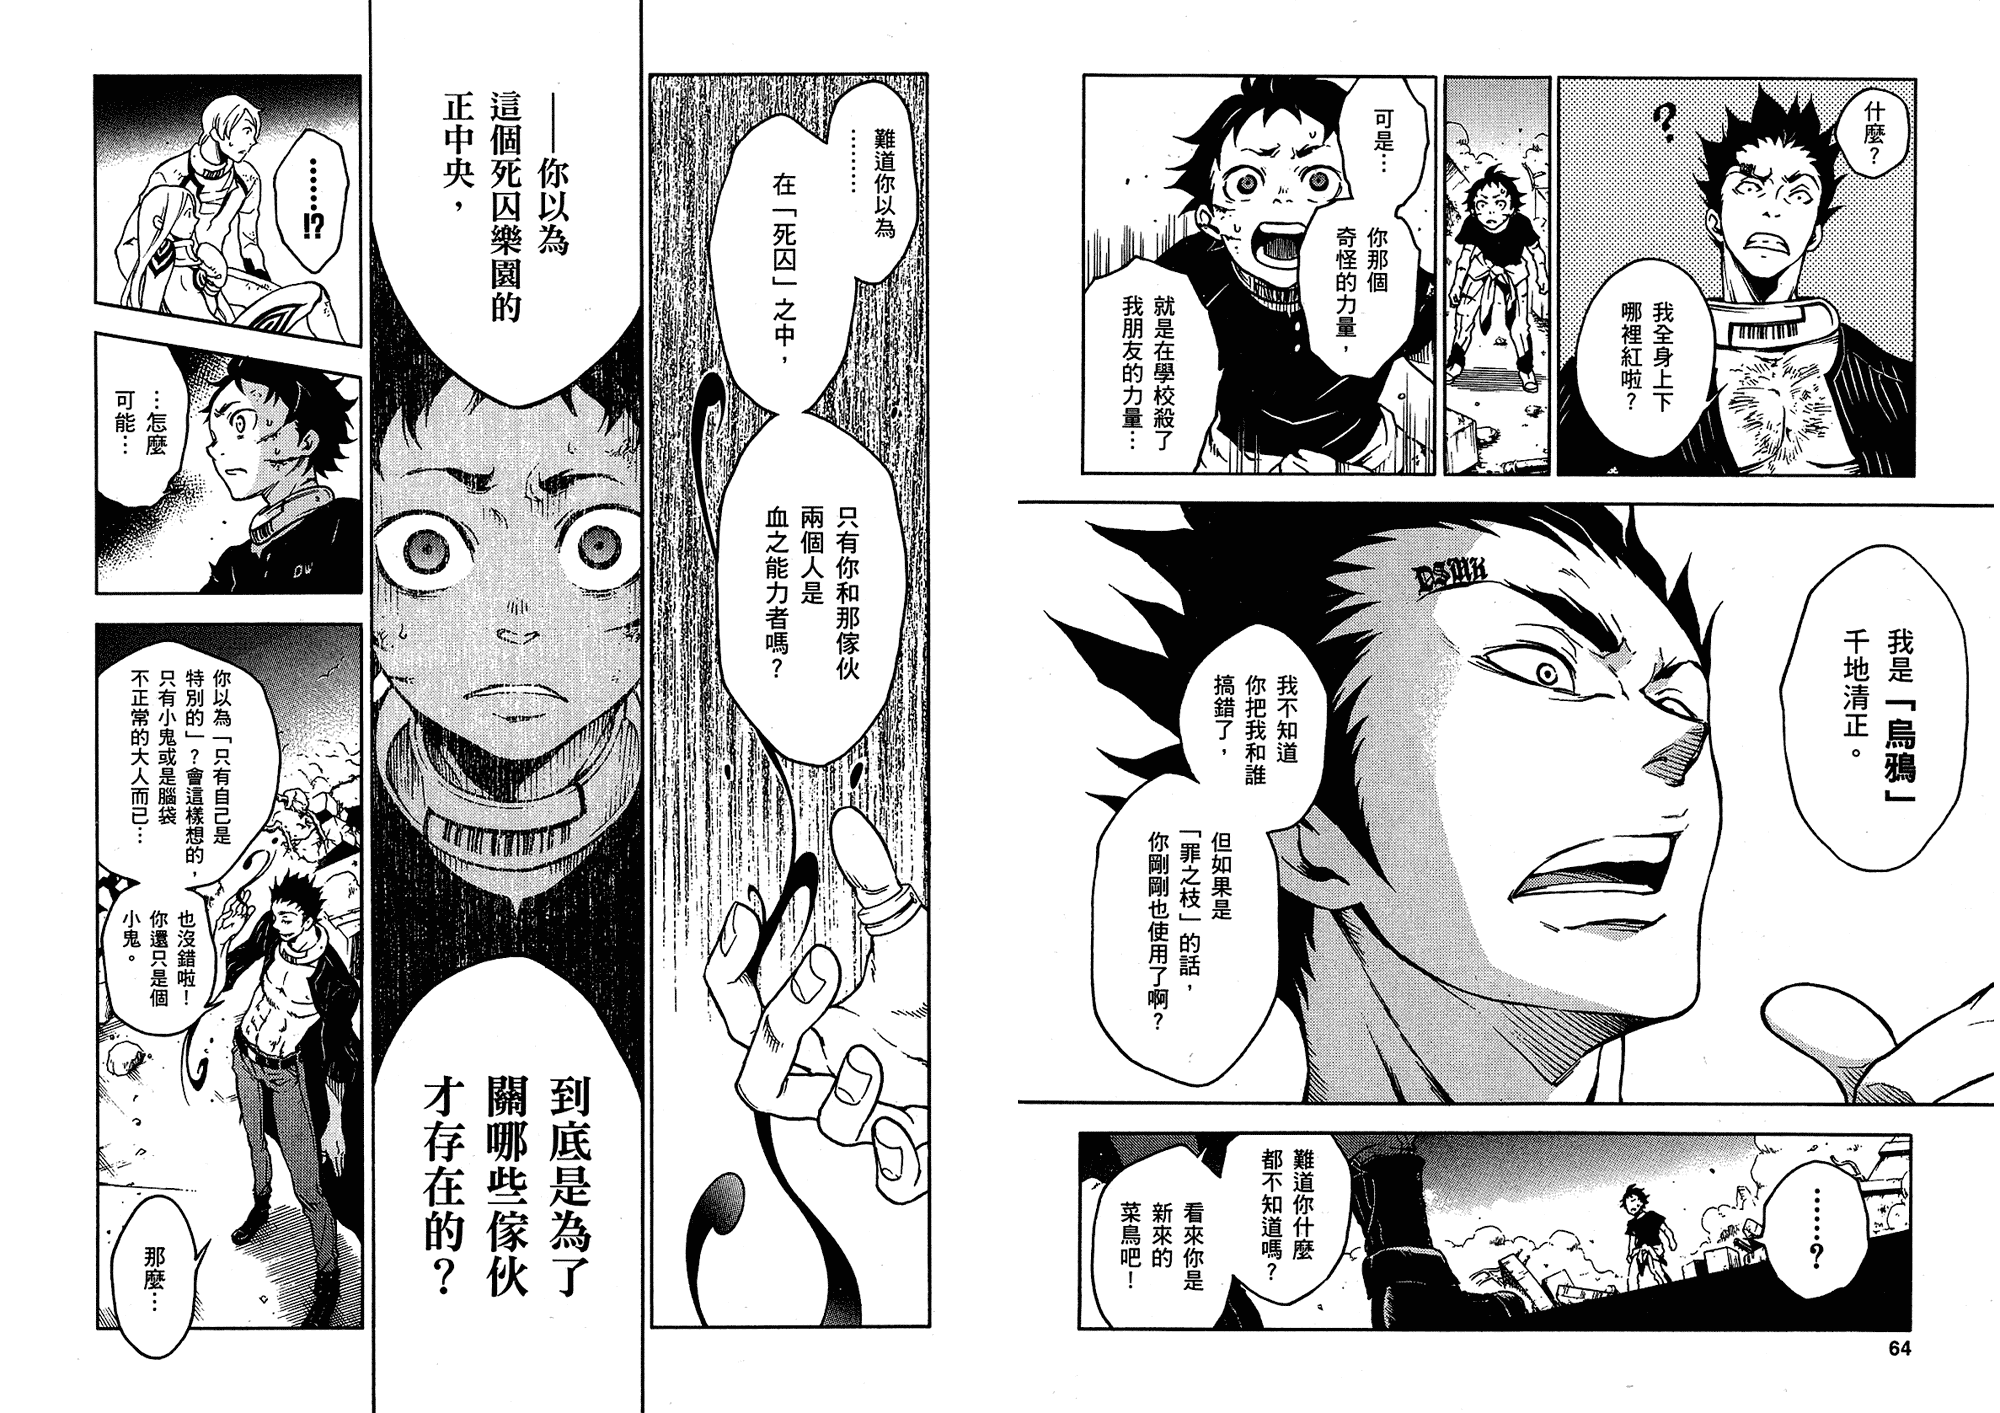 什麼？
？
我全身上下
哪裡紅啦？
可是…
你那個
奇怪的力量，
就是在學校殺了
我朋友的力量…
我是「烏鴉」
千地清正。
DSMK
我不知道
你把我和誰
搞錯了，
但如果是
「罪之枝」的話，
你剛剛也使用了啊？
……？
難道你什麼
都不知道嗎？
看來你是
新來的
菜鳥吧！
64
難道你以為
………
在「死囚」之中，
只有你和那傢伙
兩個人是
血之能力者嗎？
——你以為
這個死囚樂園的
正中央，
到底是為了
關哪些傢伙
才存在的？
……!?
…怎麼
可能…
DW
你以為「只有自己是
特別的」？會這樣想的，
只有小鬼或是腦袋
不正常的大人而已…
也沒錯啦！
你還只是個
小鬼。
那麼…